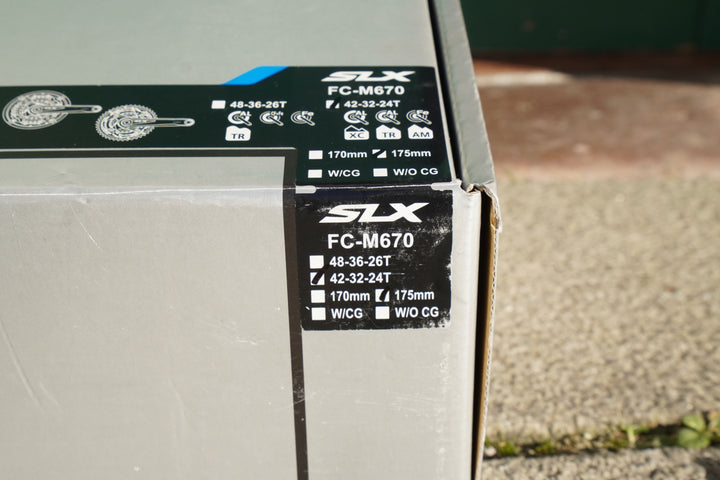 SLX
FC-M670
48-36-26T 42-32-24T
TR XC TR AM
170mm 175mm
W/CG W/O CG
SLX
FC-M670
48-36-26T
42-32-24T
170mm 175mm
W/CG W/O CG